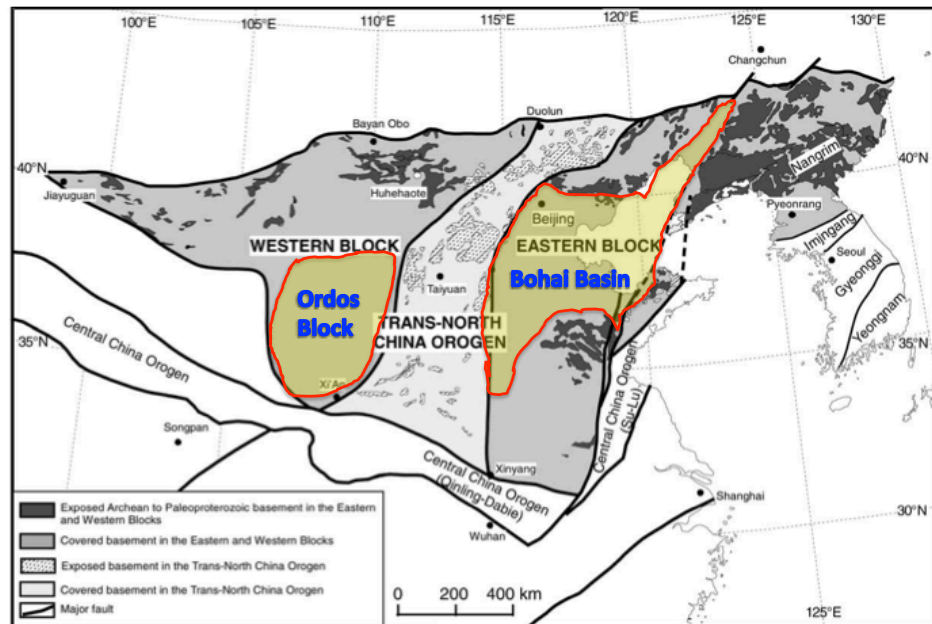 105°E
110°E
115°E
120°E
125°E
130°E
Changchun
Duolun
Bayan Obo
40°N
Jiayuguan
Huhehaote
40°N
Nangrim
Beijing
Pyeonrang
WESTERN BLOCK
EASTERN BLOCK
Imjingang
Seoul
Bohai Basin
Gyeonggi
Ordos
Block
Taiyuan
TRANS-NORTH
CHINA OROGEN
Yeongnam
35°N
35°N
Central China Orogen
Xi'An
Central China Orogen
(Su-Lu)
Songpan
Xinyang
Central China Orogen
(Qinling-Dabie)
Shanghai
30°N
Wuhan
Exposed Archean to Paleoproterozoic basement in the Eastern
and Western Blocks
Covered basement in the Eastern and Western Blocks
Exposed basement in the Trans-North China Orogen
Covered basement in the Trans-North China Orogen
Major fault
0 200 400 km
100°E
105°E
110°E
115°E
120°E
125°E